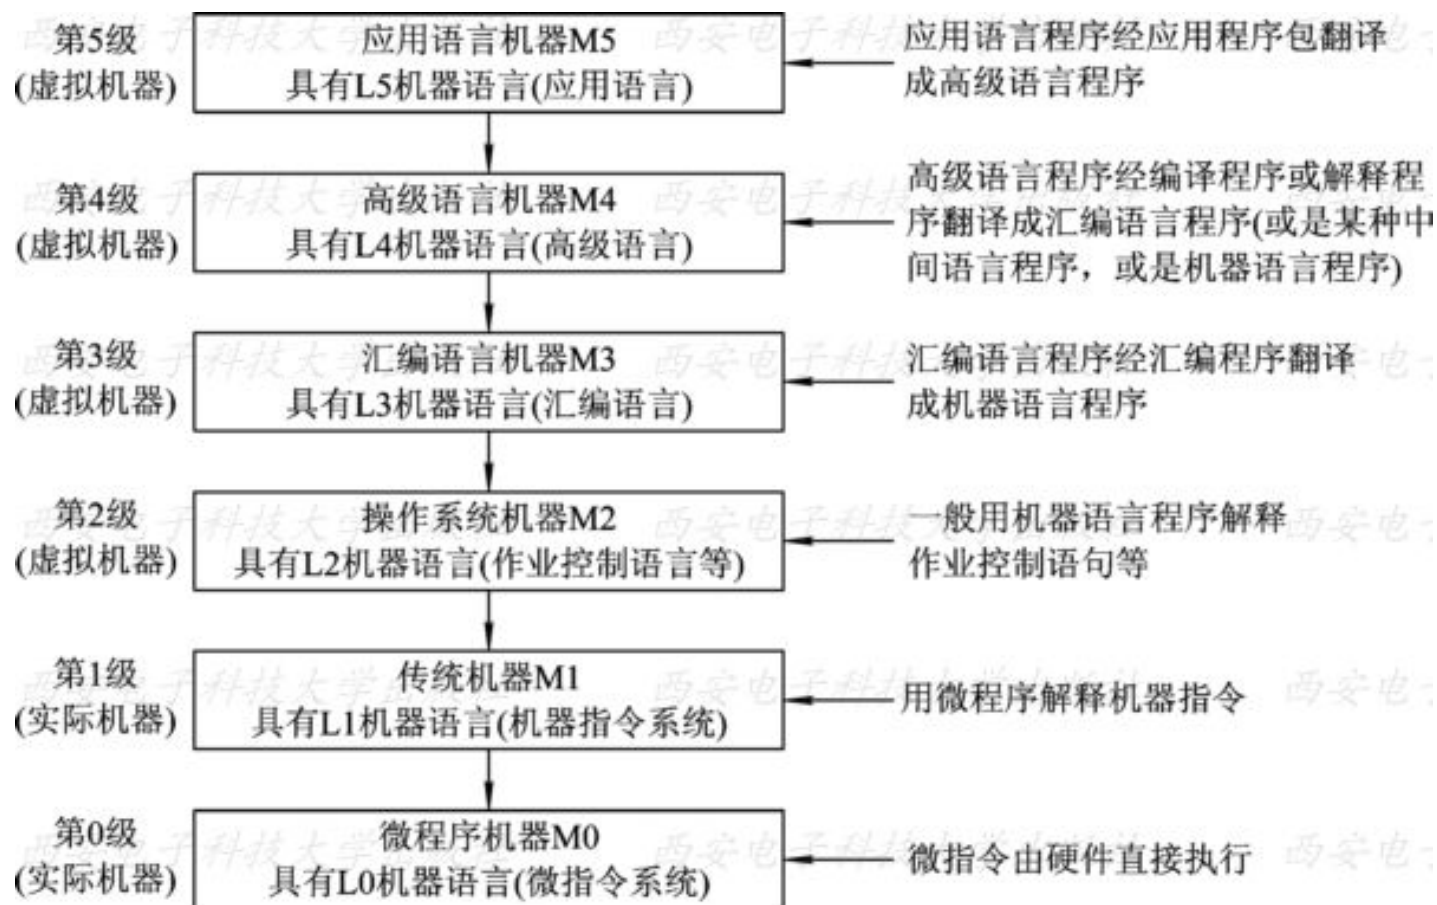 第5级
(虚拟机器)
应用语言机器M5
具有L5机器语言(应用语言)
应用语言程序经应用程序包翻译
成高级语言程序
第4级
(虚拟机器)
高级语言机器M4
具有L4机器语言(高级语言)
高级语言程序经编译程序或解释程
序翻译成汇编语言程序(或是某种中
间语言程序，或是机器语言程序)
第3级
(虚拟机器)
汇编语言机器M3
具有L3机器语言(汇编语言)
汇编语言程序经汇编程序翻译
成机器语言程序
第2级
(虚拟机器)
操作系统机器M2
具有L2机器语言(作业控制语言等)
一般用机器语言程序解释
作业控制语句等
第1级
(实际机器)
传统机器M1
具有L1机器语言(机器指令系统)
用微程序解释机器指令
第0级
(实际机器)
微程序机器M0
具有L0机器语言(微指令系统)
微指令由硬件直接执行